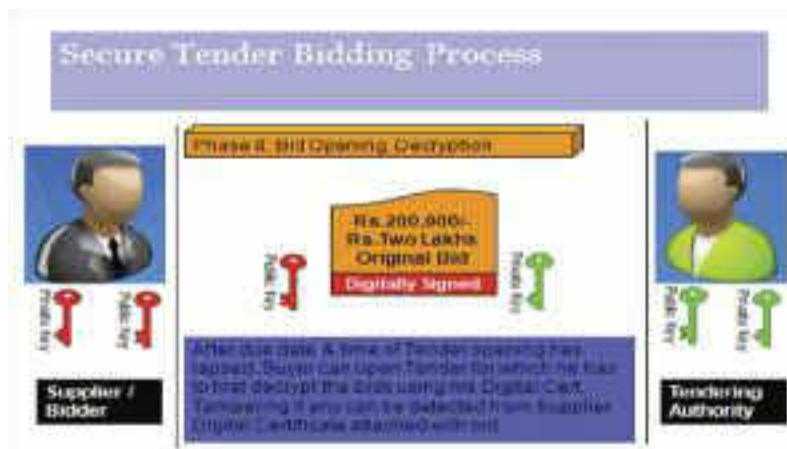 Secure Tender Bidding Process
Phase II Bid Opening Decryption
Rs.200,000/-
Rs.Two Lakhs
Original Bid
Digitally Signed
Public Key
Private Key
Private Key
Public Key
Public Key
Private Key
After due date & time of Tender opening has
lapsed, Buyer can open Tender for which he has
to first decrypt the bids using his Digital Cert.
Tampering if any can be detected from Supplier
Digital Certificate attached with bid
Supplier /
Bidder
Tendering
Authority